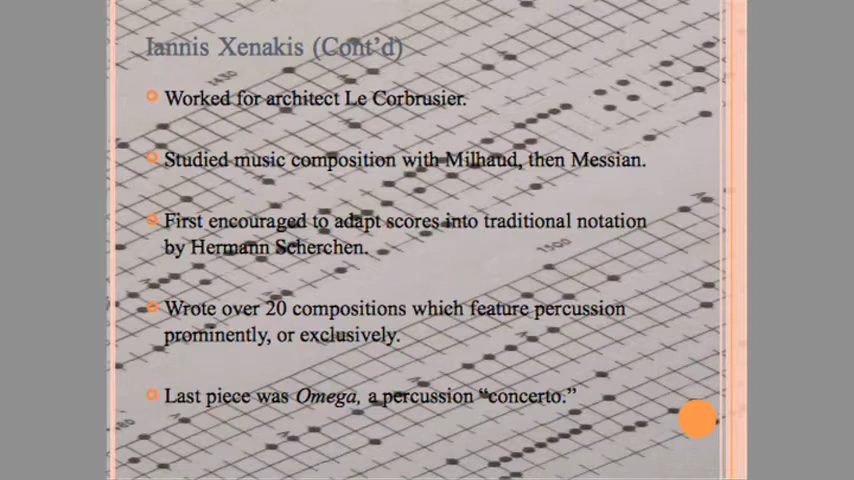 Iannis Xenakis (Cont'd)
Worked for architect Le Corbrusier.
Studied music composition with Milhaud, then Messian.
First encouraged to adapt scores into traditional notation
by Hermann Scherchen.
Wrote over 20 compositions which feature percussion
prominently, or exclusively.
Last piece was Omega, a percussion “concerto.”
1500